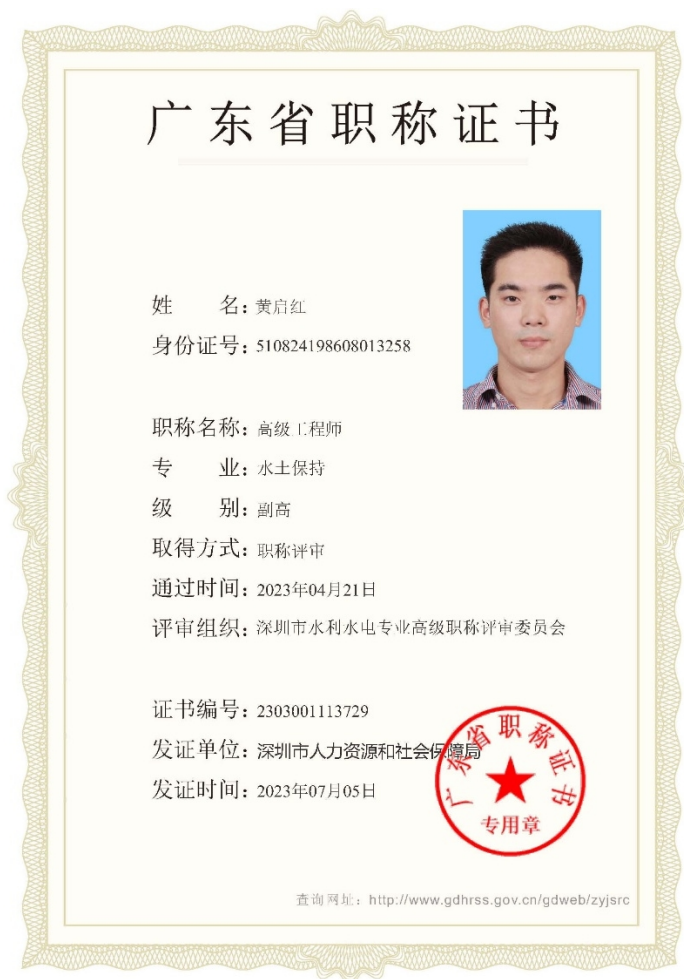 广东省职称证书
姓 名：黄启红
身份证号：510824198608013258
职称名称：高级工程师
专 业：水土保持
级 别：副高
取得方式：职称评审
通过时间：2023年04月21日
评审组织：深圳市水利水电专业高级职称评审委员会
证书编号：2303001113729
发证单位：深圳市人力资源和社会保障局
发证时间：2023年07月05日
广东省职称证书
专用章
查询网址：http://www.gdhrss.gov.cn/gdweb/zyjsrc